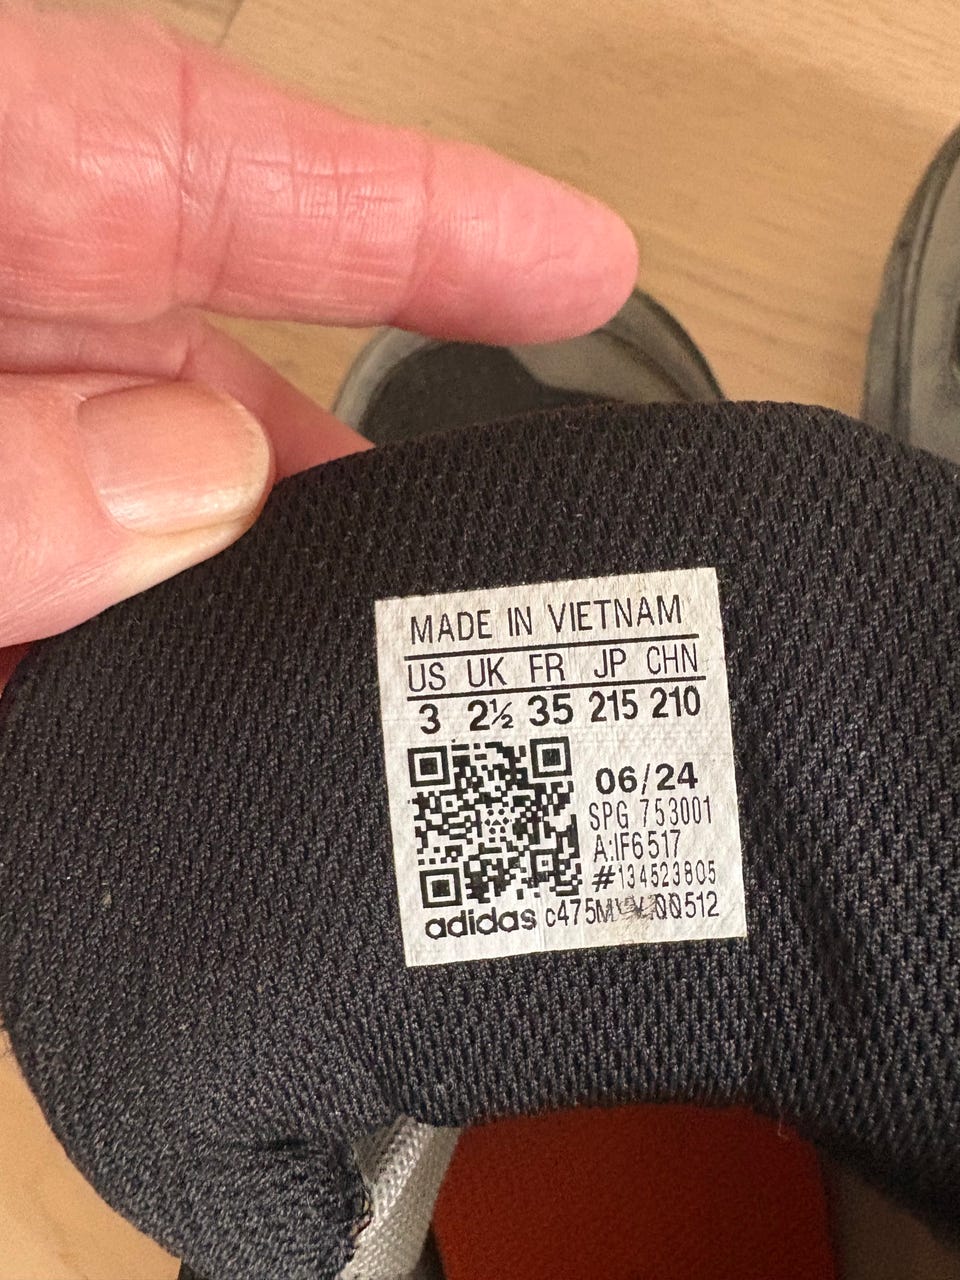 MADE IN VIETNAM
US UK FR JP CHN
3 2½ 35 215 210
06/24
SPG 753001
A:IF6517
#134523805
adidas